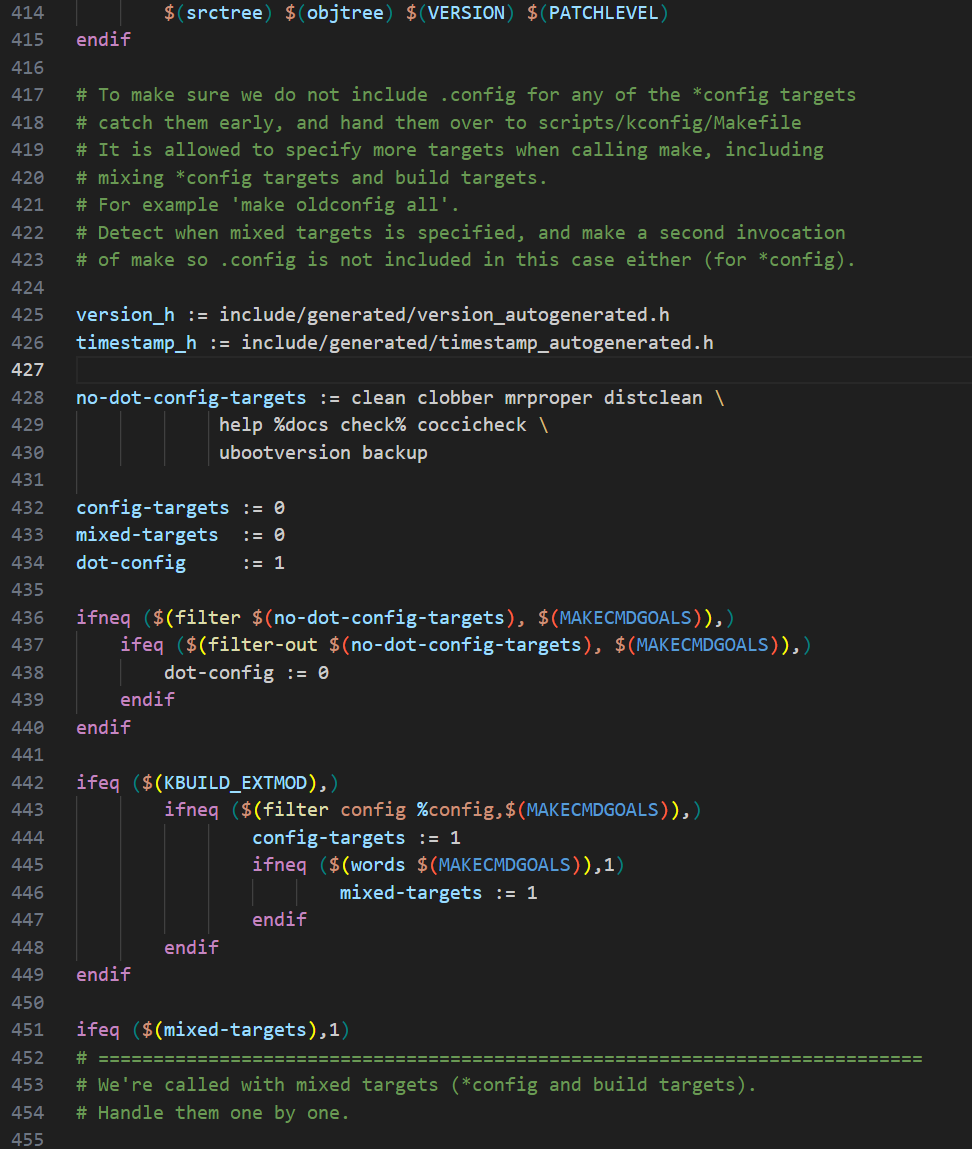 414 $(srctree) $(objtree) $(VERSION) $(PATCHLEVEL)
415 endif
416
417 # To make sure we do not include .config for any of the *config targets
418 # catch them early, and hand them over to scripts/kconfig/Makefile
419 # It is allowed to specify more targets when calling make, including
420 # mixing *config targets and build targets.
421 # For example 'make oldconfig all'.
422 # Detect when mixed targets is specified, and make a second invocation
423 # of make so .config is not included in this case either (for *config).
424
425 version_h := include/generated/version_autogenerated.h
426 timestamp_h := include/generated/timestamp_autogenerated.h
427
428 no-dot-config-targets := clean clobber mrproper distclean \
429 help %docs check% coccicheck \
430 ubootversion backup
431
432 config-targets := 0
433 mixed-targets := 0
434 dot-config := 1
435
436 ifneq ($(filter $(no-dot-config-targets), $(MAKECMDGOALS)),)
437 ifeq ($(filter-out $(no-dot-config-targets), $(MAKECMDGOALS)),)
438 dot-config := 0
439 endif
440 endif
441
442 ifeq ($(KBUILD_EXTMOD),)
443 ifneq ($(filter config %config,$(MAKECMDGOALS)),)
444 config-targets := 1
445 ifneq ($(words $(MAKECMDGOALS)),1)
446 mixed-targets := 1
447 endif
448 endif
449 endif
450
451 ifeq ($(mixed-targets),1)
452 # ===========================================================================
453 # We're called with mixed targets (*config and build targets).
454 # Handle them one by one.
455